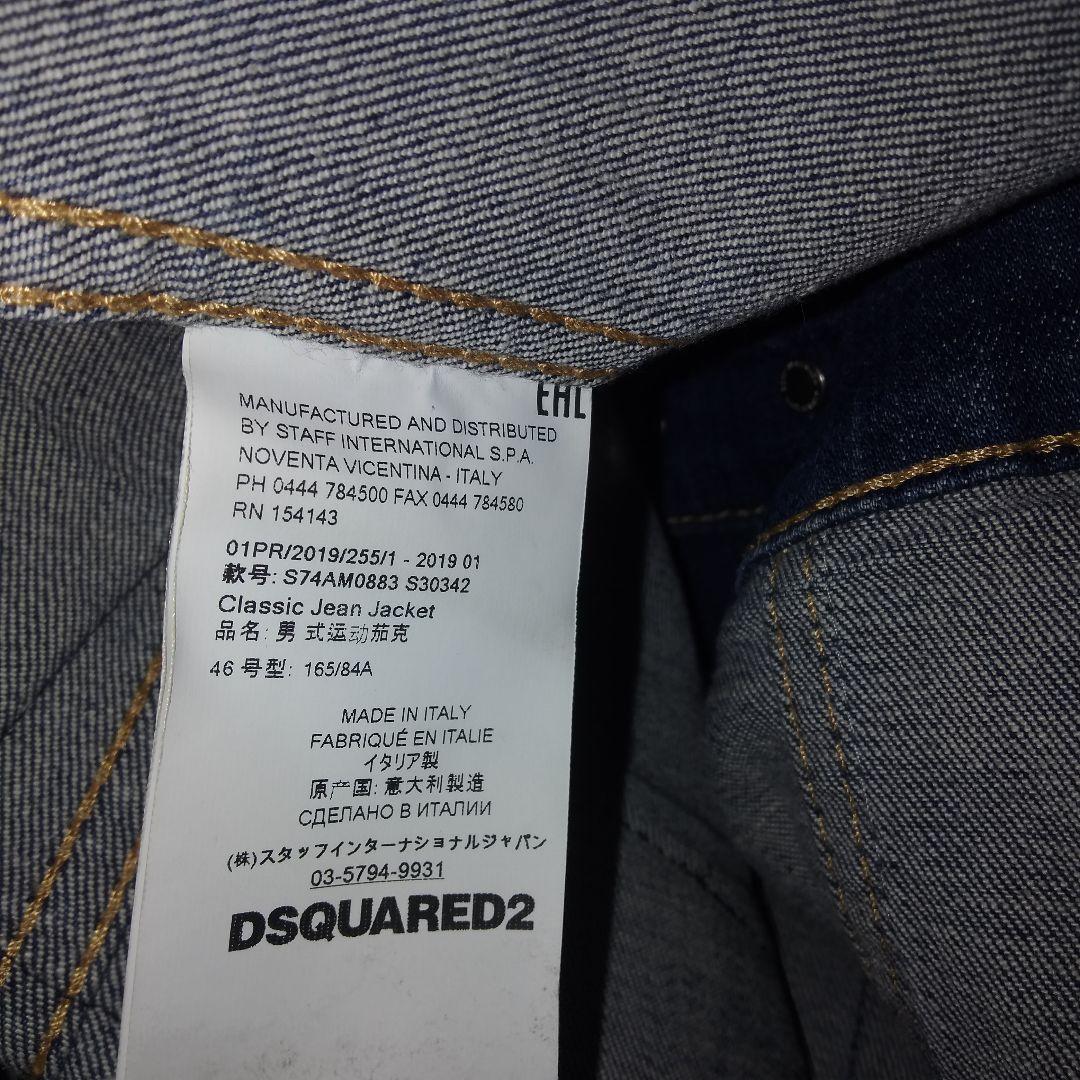 EAC
MANUFACTURED AND DISTRIBUTED
BY STAFF INTERNATIONAL S.P.A.
NOVENTA VICENTINA - ITALY
PH 0444 784500 FAX 0444 784580
RN 154143
01PR/2019/255/1 - 2019 01
款号: S74AM0883 S30342
Classic Jean Jacket
品名: 男 式运动茄克
46 号型: 165/84A
MADE IN ITALY
FABRIQUÉ EN ITALIE
イタリア製
原产国: 意大利製造
СДЕЛАНО В ИТАЛИИ
(株)スタッフインターナショナルジャパン
03-5794-9931
DSQUARED2